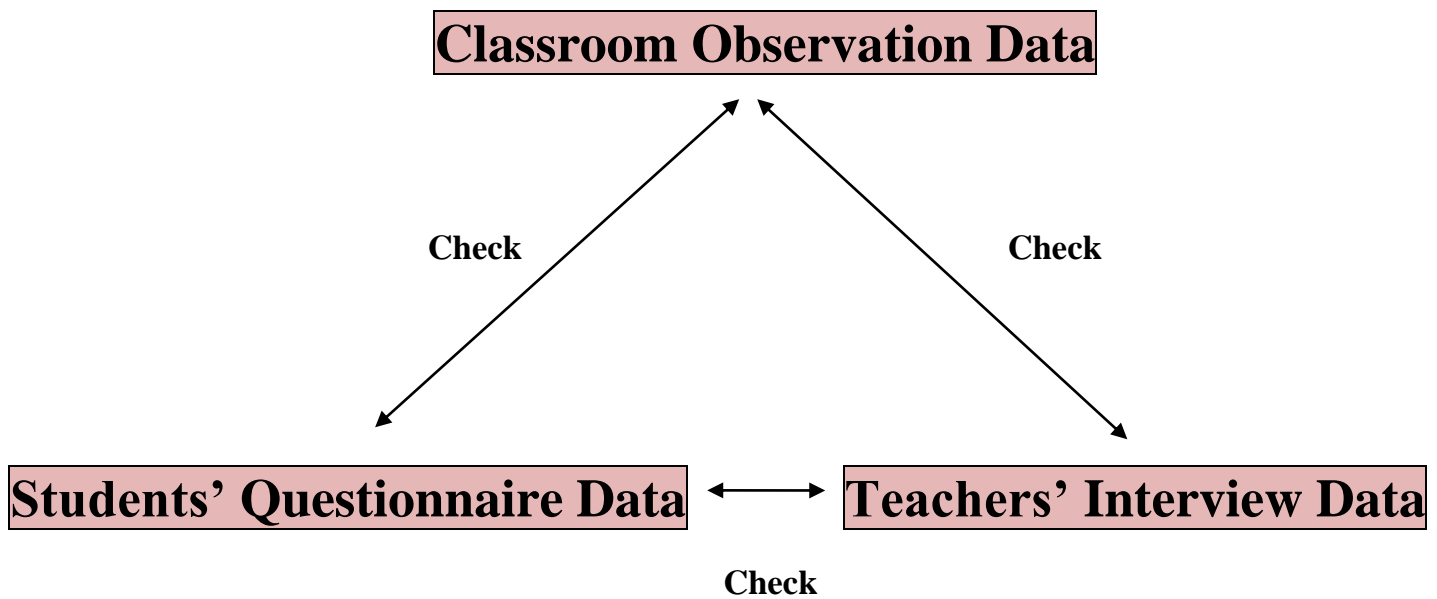 Classroom Observation Data
Check
Check
Students’ Questionnaire Data
Teachers’ Interview Data
Check